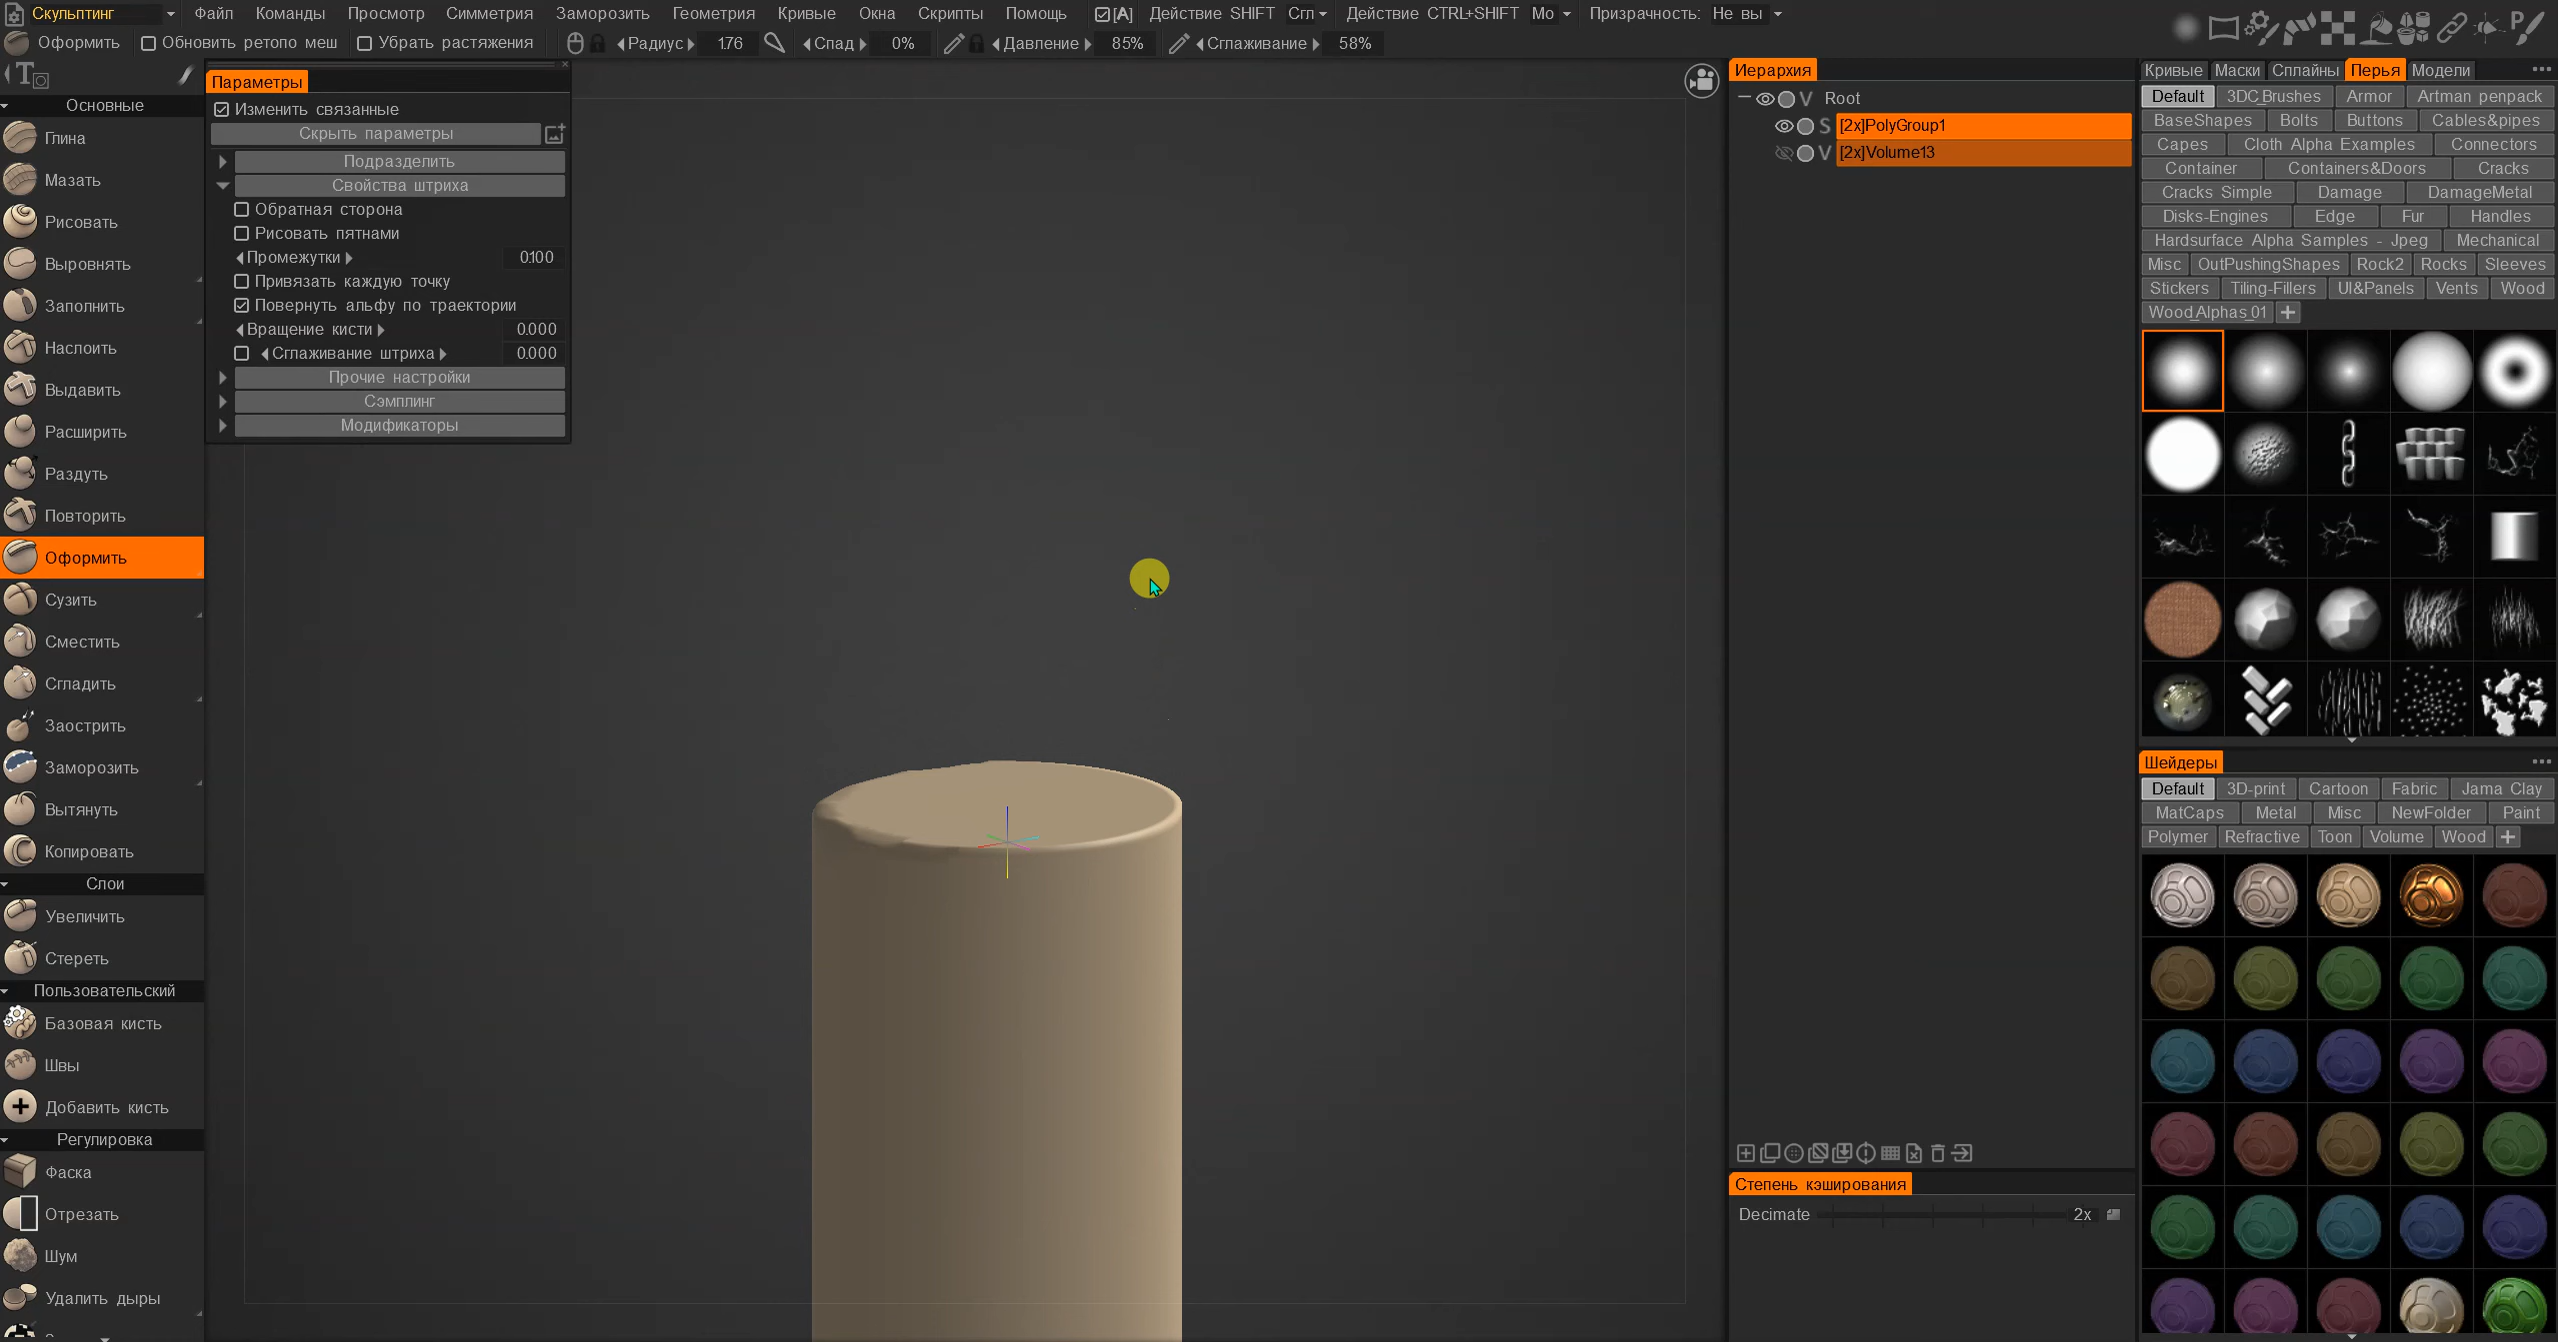 Скульптинг Файл Команды Просмотр Симметрия Заморозить Геометрия Кривые Окна Скрипты Помощь [A] Действие SHIFT Сгл Действие CTRL+SHIFT Мо Призрачность: Не вы
Оформить Обновить ретопо меш Убрать растяжения Радиус 1.76 Спад 0% Давление 85% Сглаживание 58%
Основные
Глина
Мазать
Рисовать
Выровнять
Заполнить
Наслоить
Выдавить
Расширить
Раздуть
Повторить
Оформить
Сузить
Сместить
Сгладить
Заострить
Заморозить
Вытянуть
Копировать
Слои
Увеличить
Стереть
Пользовательский
Базовая кисть
Швы
Добавить кисть
Регулировка
Фаска
Отрезать
Шум
Удалить дыры
Параметры
Изменить связанные
Скрыть параметры
Подразделить
Свойства штриха
Обратная сторона
Рисовать пятнами
Промежутки 0.100
Привязать каждую точку
Повернуть альфу по траектории
Вращение кисти 0.000
Сглаживание штриха 0.000
Прочие настройки
Сэмплинг
Модификаторы
Иерархия
V Root
S [2x]PolyGroup1
V [2x]Volume13
Степень кэширования
Decimate 2x
Кривые Маски Сплайны Перья Модели
Default 3DC_Brushes Armor Artman penpack
BaseShapes Bolts Buttons Cables&pipes
Capes Cloth Alpha Examples Connectors
Container Containers&Doors Cracks
Cracks Simple Damage DamageMetal
Disks-Engines Edge Fur Handles
Hardsurface Alpha Samples - Jpeg Mechanical
Misc OutPushingShapes Rock2 Rocks Sleeves
Stickers Tiling-Fillers UI&Panels Vents Wood
Wood_Alphas_01
Шейдеры
Default 3D-print Cartoon Fabric Jama Clay
MatCaps Metal Misc NewFolder Paint
Polymer Refractive Toon Volume Wood